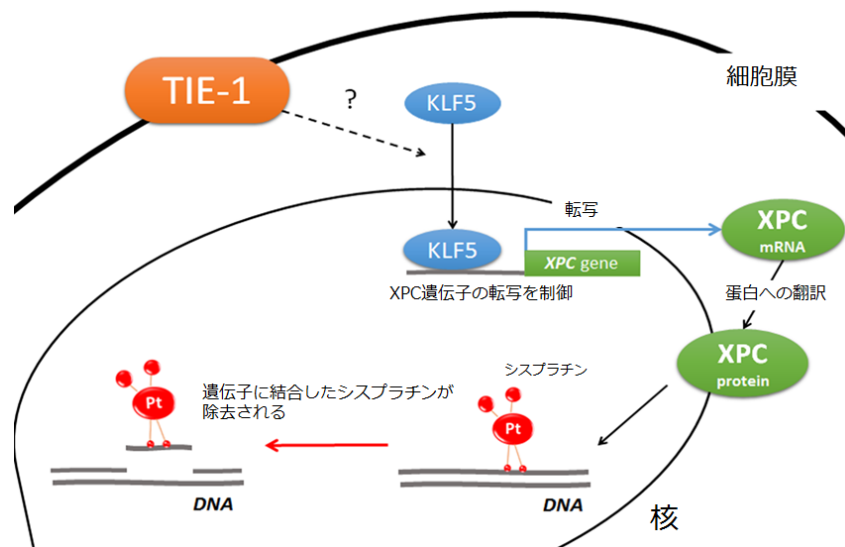 TIE-1
?
KLF5
細胞膜
転写
KLF5
XPC gene
XPC
mRNA
XPC遺伝子の転写を制御
蛋白への翻訳
XPC
protein
シスプラチン
遺伝子に結合したシスプラチンが
除去される
Pt
Pt
DNA
DNA
核